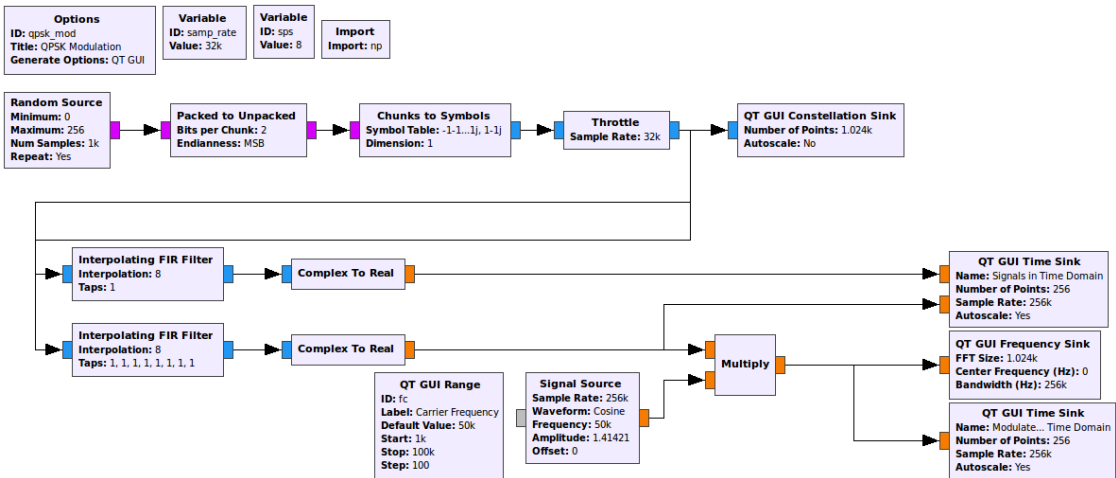 Options
ID: qpsk_mod
Title: QPSK Modulation
Generate Options: QT GUI
Variable
ID: samp_rate
Value: 32k
Variable
ID: sps
Value: 8
Import
Import: np
Random Source
Minimum: 0
Maximum: 256
Num Samples: 1k
Repeat: Yes
Packed to Unpacked
Bits per Chunk: 2
Endianness: MSB
Chunks to Symbols
Symbol Table: -1-1...1j, 1-1j
Dimension: 1
Throttle
Sample Rate: 32k
QT GUI Constellation Sink
Number of Points: 1.024k
Autoscale: No
Interpolating FIR Filter
Interpolation: 8
Taps: 1
Complex To Real
QT GUI Time Sink
Name: Signals in Time Domain
Number of Points: 256
Sample Rate: 256k
Autoscale: Yes
Interpolating FIR Filter
Interpolation: 8
Taps: 1, 1, 1, 1, 1, 1, 1, 1
Complex To Real
Multiply
QT GUI Frequency Sink
FFT Size: 1.024k
Center Frequency (Hz): 0
Bandwidth (Hz): 256k
QT GUI Range
ID: fc
Label: Carrier Frequency
Default Value: 50k
Start: 1k
Stop: 100k
Step: 100
Signal Source
Sample Rate: 256k
Waveform: Cosine
Frequency: 50k
Amplitude: 1.41421
Offset: 0
QT GUI Time Sink
Name: Modulate... Time Domain
Number of Points: 256
Sample Rate: 256k
Autoscale: Yes